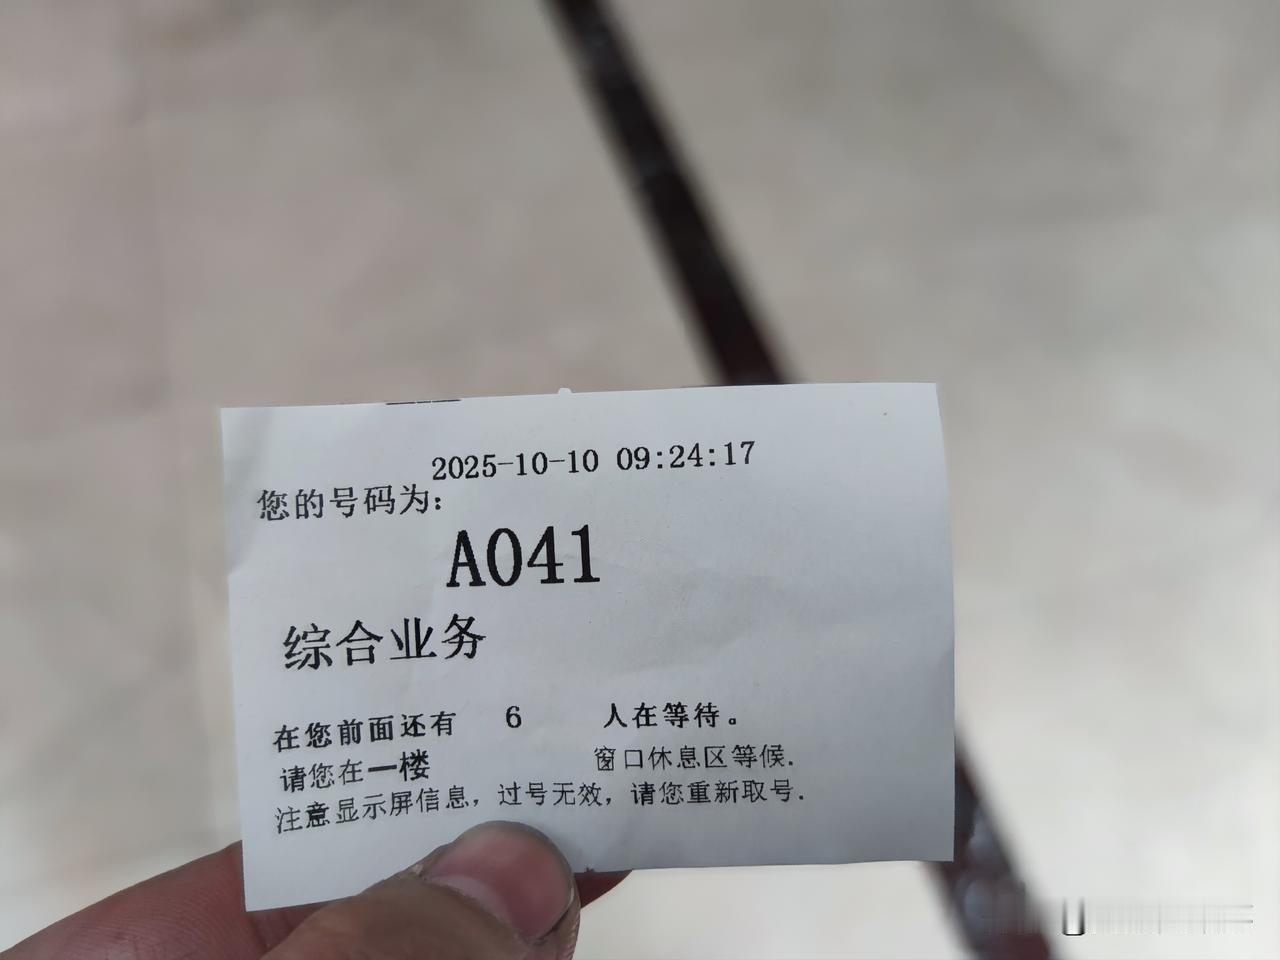 2025-10-10 09:24:17
您的号码为:
A041
综合业务
在您前面还有 6 人在等待。
请您在一楼 窗口休息区等候.
注意显示屏信息，过号无效，请您重新取号.